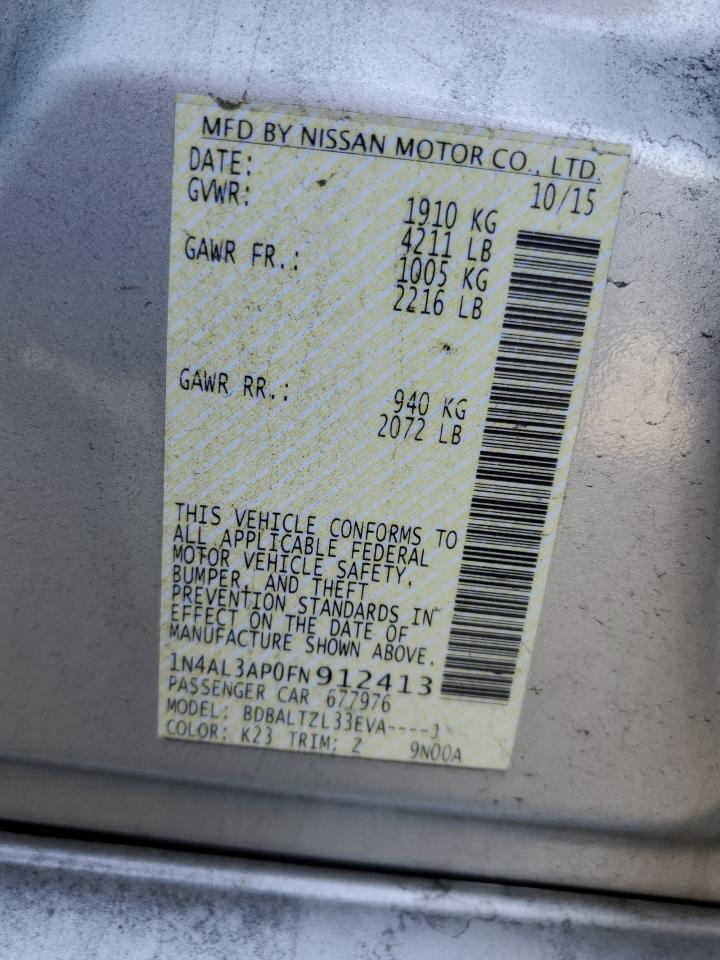 MFD BY NISSAN MOTOR CO., LTD.
DATE: 10/15
GVWR: 1910 KG
4211 LB
GAWR FR.: 1005 KG
2216 LB
GAWR RR.: 940 KG
2072 LB
THIS VEHICLE CONFORMS TO
ALL APPLICABLE FEDERAL
MOTOR VEHICLE SAFETY,
BUMPER, AND THEFT
PREVENTION STANDARDS IN
EFFECT ON THE DATE OF
MANUFACTURE SHOWN ABOVE.
1N4AL3AP0FN912413
PASSENGER CAR 677976
MODEL: BDBALTZL33EVA----J
COLOR: K23 TRIM: Z 9N00A